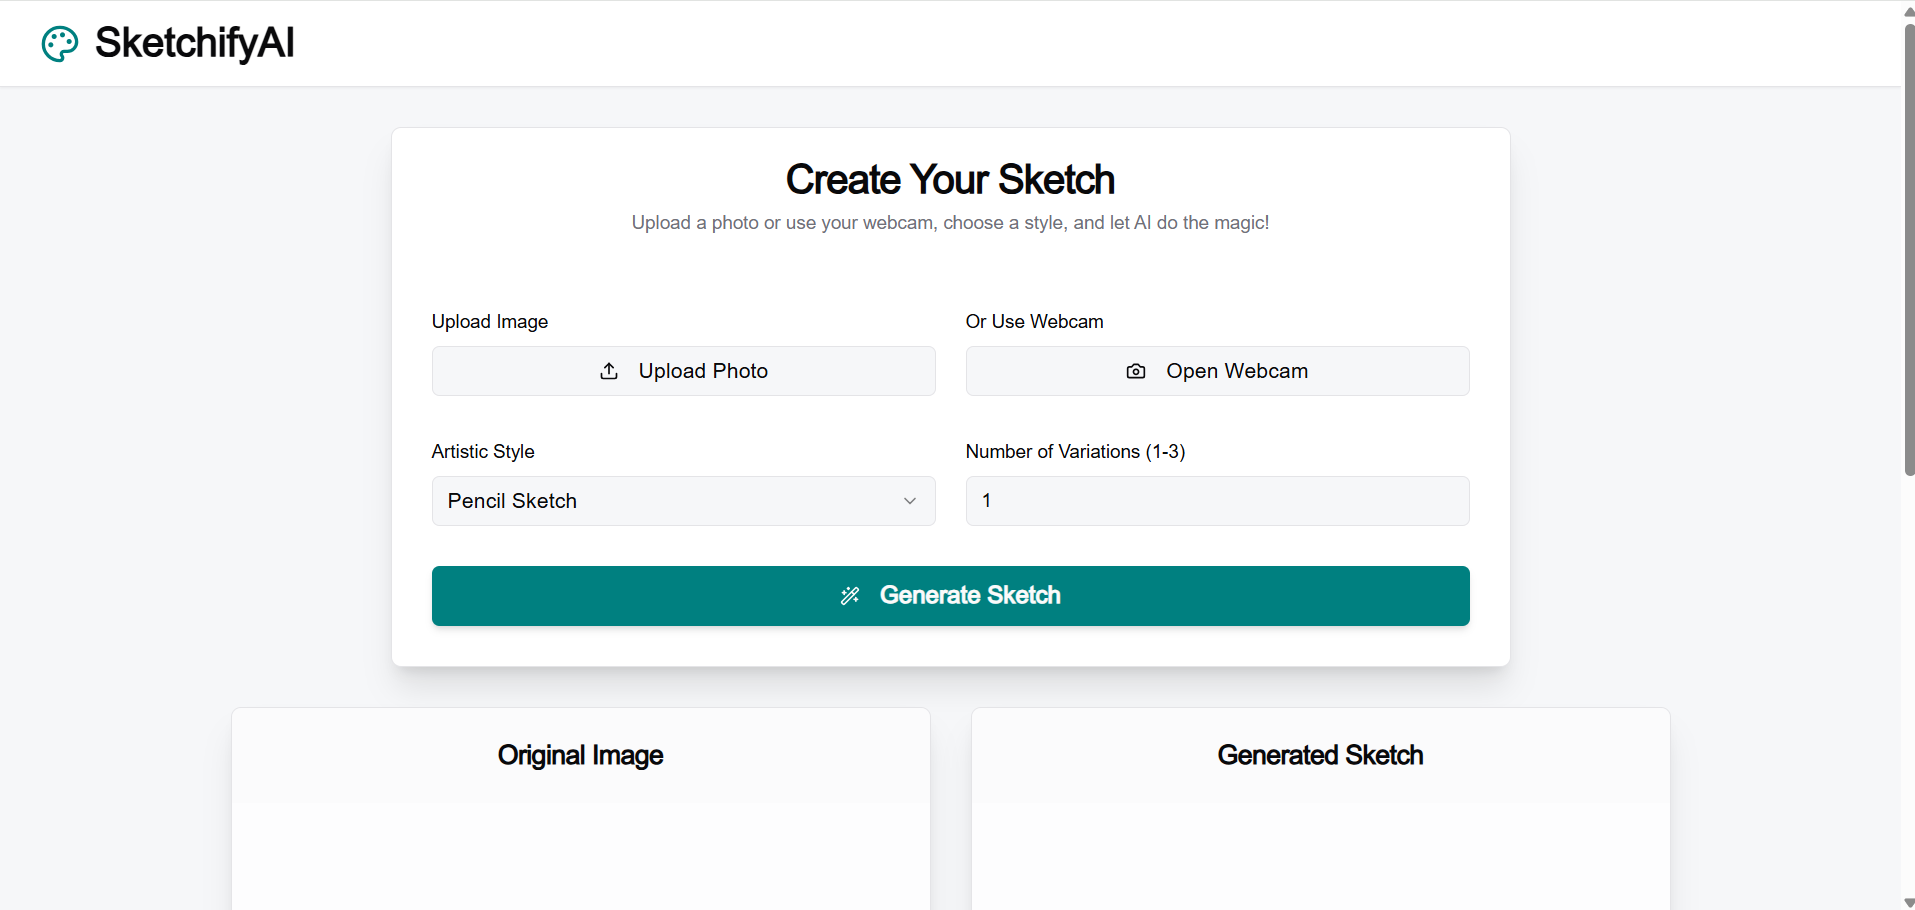 SketchifyAI
Create Your Sketch
Upload a photo or use your webcam, choose a style, and let AI do the magic!
Upload Image
Or Use Webcam
Upload Photo
Open Webcam
Artistic Style
Number of Variations (1-3)
Pencil Sketch
1
Generate Sketch
Original Image
Generated Sketch